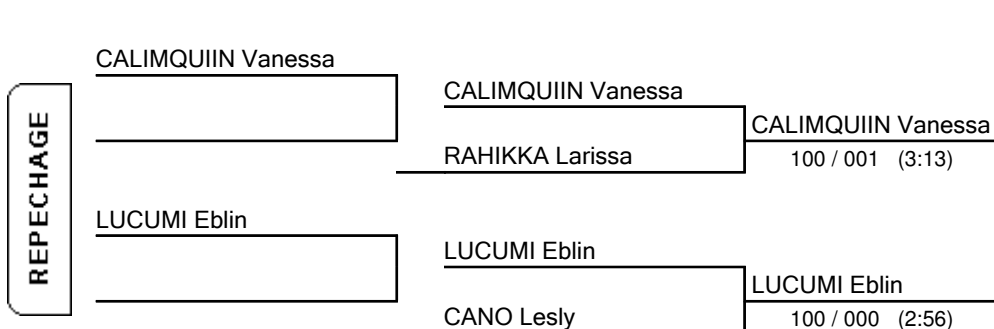 REPECHAGE
CALIMQUIIN Vanessa
CALIMQUIIN Vanessa
CALIMQUIIN Vanessa
RAHIKKA Larissa
100 / 001 (3:13)
LUCUMI Eblin
LUCUMI Eblin
LUCUMI Eblin
CANO Lesly
100 / 000 (2:56)